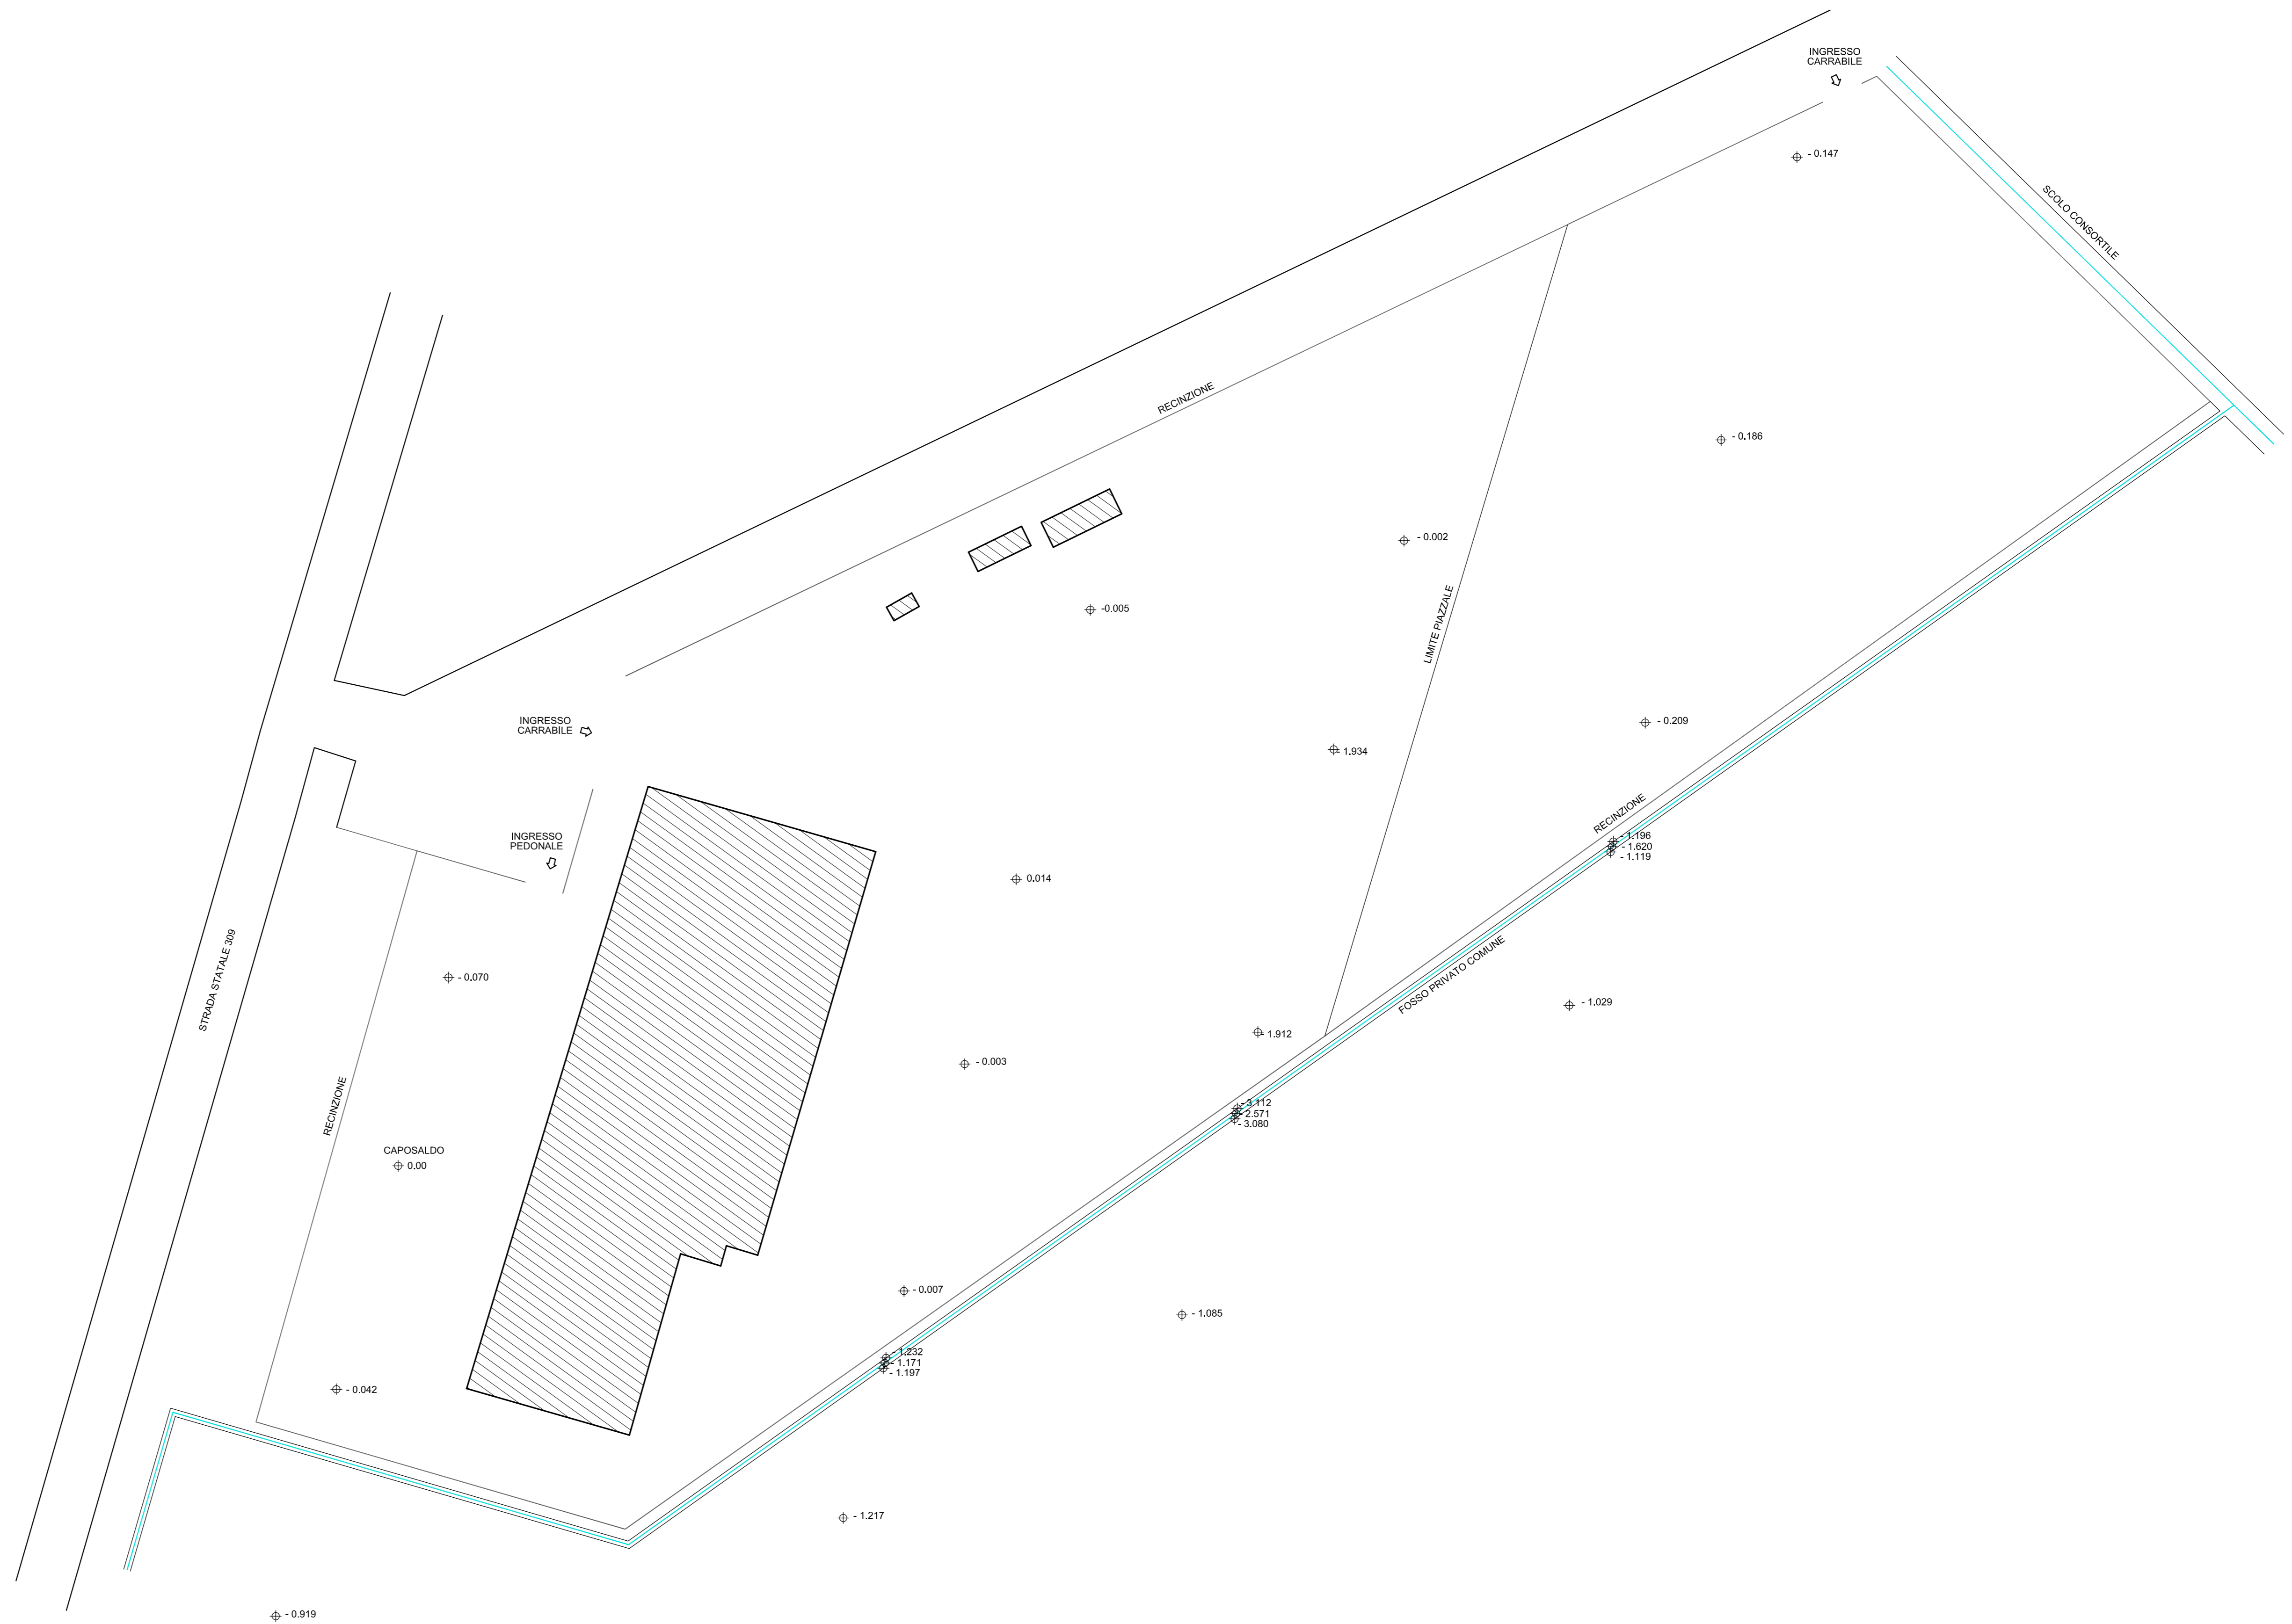 INGRESSO
CARRABILE
- 0.147
SCOLO CONSORTILE
RECINZIONE
- 0.186
- 0.002
-0.005
LIMITE PIAZZALE
INGRESSO
CARRABILE
- 0.209
- 1.934
RECINZIONE
- 1.196
- 1.620
- 1.119
INGRESSO
PEDONALE
0.014
STRADA STATALE 309
- 0.070
FOSSO PRIVATO COMUNE
- 1.029
- 1.912
- 0.003
RECINZIONE
- 3.112
- 2.571
- 3.080
CAPOSALDO
0.00
- 0.007
- 1.085
- 1.232
- 1.171
- 1.197
- 0.042
- 1.217
- 0.919